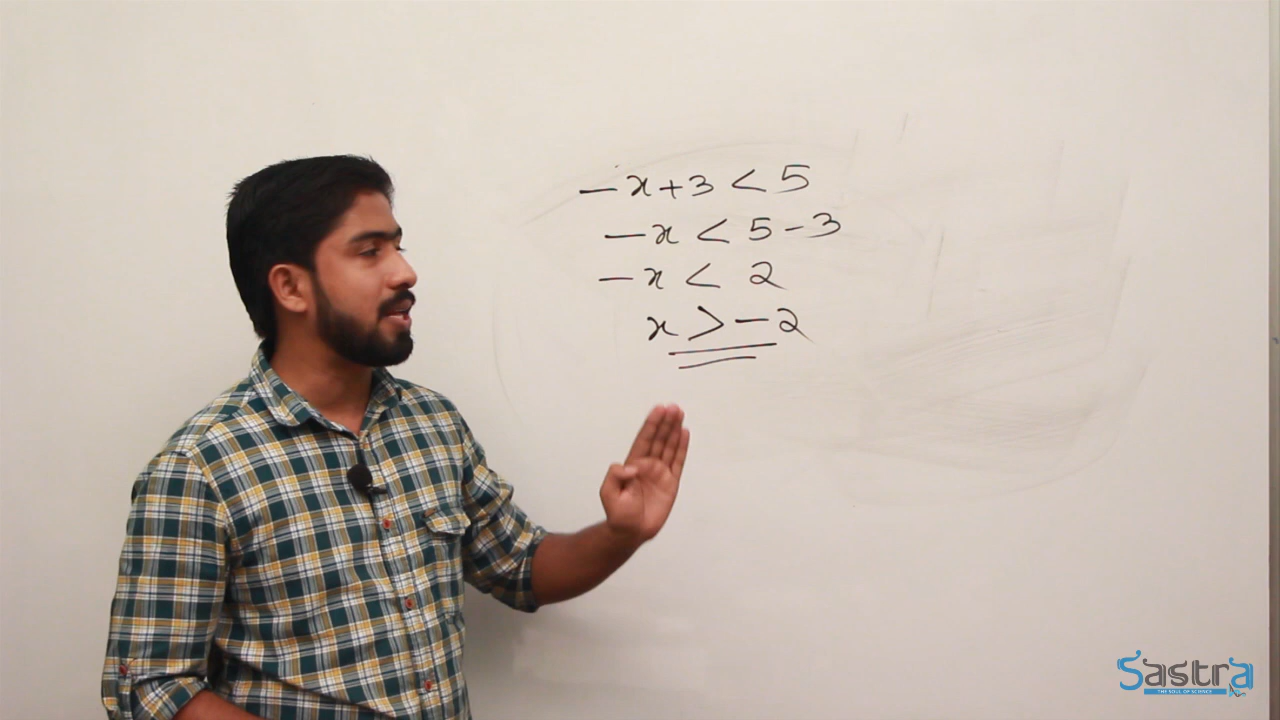 -x+3<5
-x<5-3
-x<2
x>-2
Sastra
THE SOUL OF SCIENCE